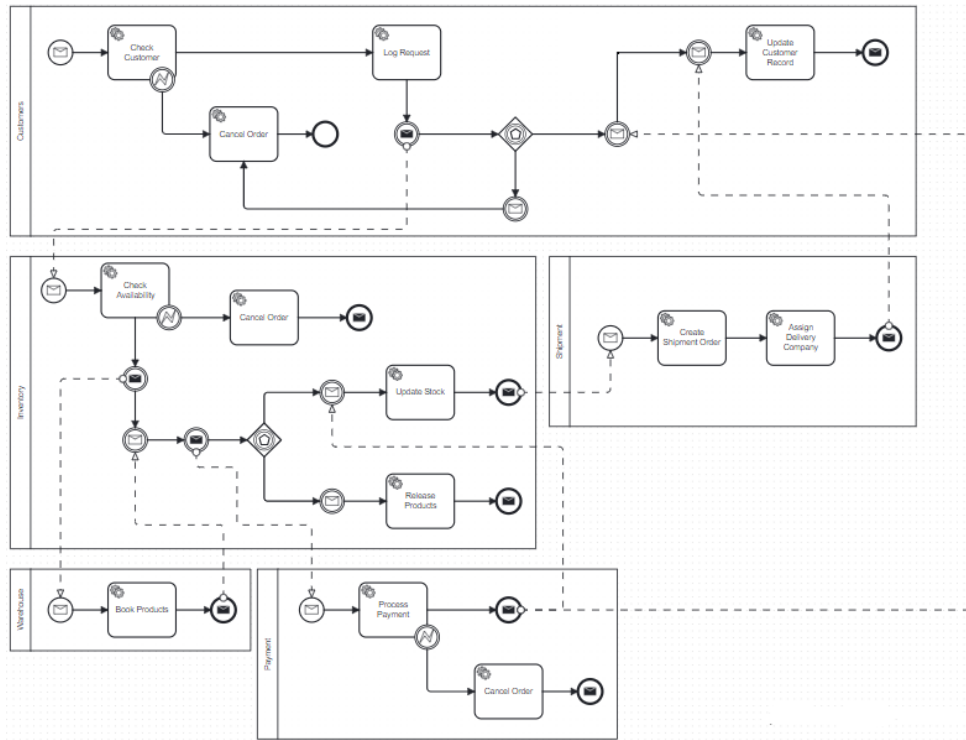 Customers
Check
Customer
Log Request
Update
Customer
Record
Cancel Order
Inventory
Check
Availability
Cancel Order
Update Stock
Release
Products
Shipment
Create
Shipment Order
Assign
Delivery
Company
Warehouse
Book Products
Payment
Process
Payment
Cancel Order